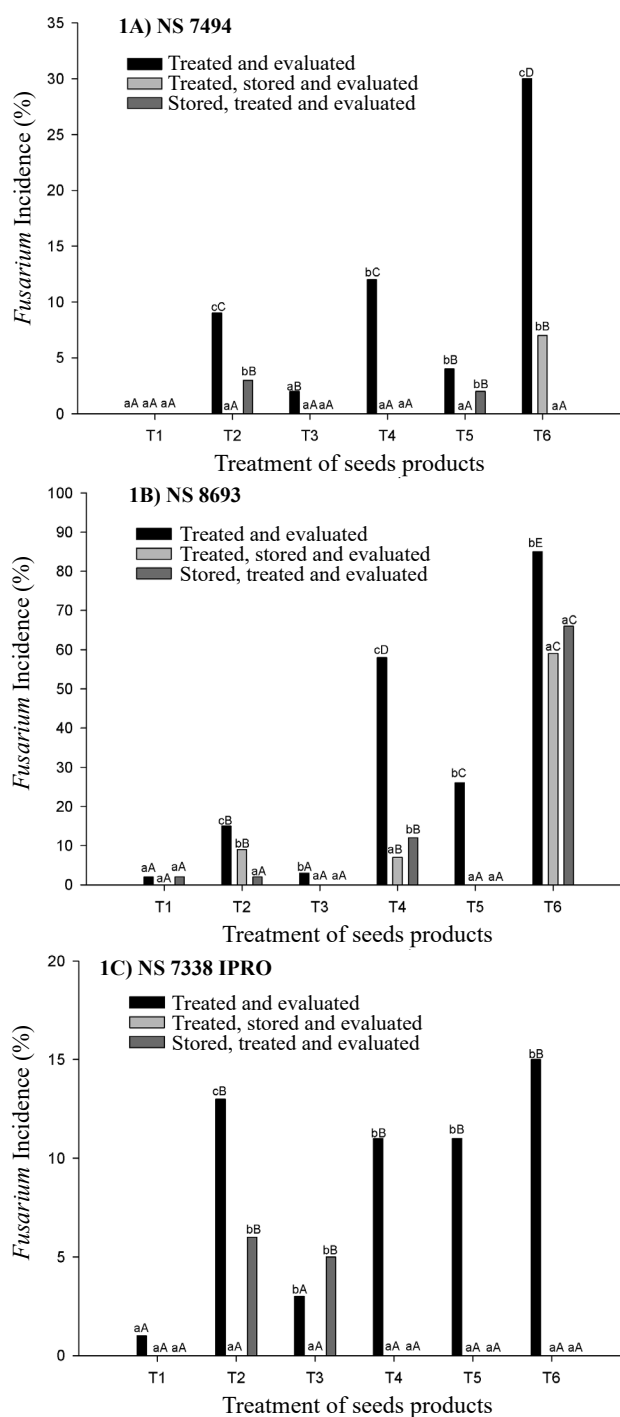 1A) NS 7494
Treated and evaluated
Treated, stored and evaluated
Stored, treated and evaluated
Fusarium Incidence (%)
35
30
25
20
15
10
5
0
aA aA aA
cC
aA
bB
aB
aA aA
bC
aA aA
bB
aA
bB
cD
bB
aA
T1 T2 T3 T4 T5 T6
Treatment of seeds products
1B) NS 8693
Treated and evaluated
Treated, stored and evaluated
Stored, treated and evaluated
Fusarium Incidence (%)
100
90
80
70
60
50
40
30
20
10
0
aA
aA
aA
cB
bB
aA
bA
aA aA
cD
aB
bB
bC
aA aA
bE
aC
aC
T1 T2 T3 T4 T5 T6
Treatment of seeds products
1C) NS 7338 IPRO
Treated and evaluated
Treated, stored and evaluated
Stored, treated and evaluated
Fusarium Incidence (%)
20
15
10
5
0
aA
aA aA
cB
aA
bB
bA
aA
bB
bB
aA aA
bB
aA aA
bB
aA aA
T1 T2 T3 T4 T5 T6
Treatment of seeds products